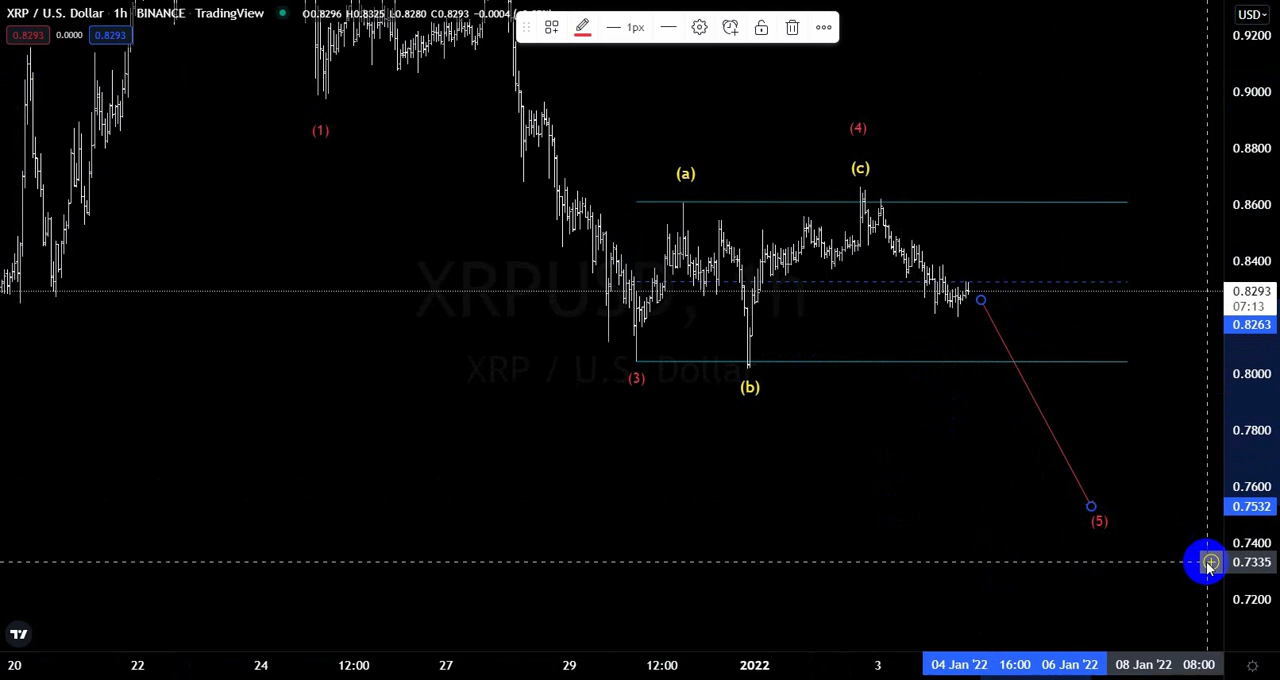 XRP / U.S. Dollar · 1h · BINANCE · TradingView O0.8296 H0.8325 L0.8280 C0.8293 -0.0004
USD
0.8293 0.0000 0.8293
1px
0.9200
0.9000
(1)
(4)
0.8800
(a)
(c)
0.8600
0.8400
XRPUSD, 1h
0.8293
07:13
0.8263
XRP / U.S. Dollar
0.8000
(3)
(b)
0.7800
0.7600
0.7532
(5)
0.7400
0.7335
0.7200
20 22 24 12:00 27 29 12:00 2022 3 04 Jan '22 16:00 06 Jan '22 08 Jan '22 08:00